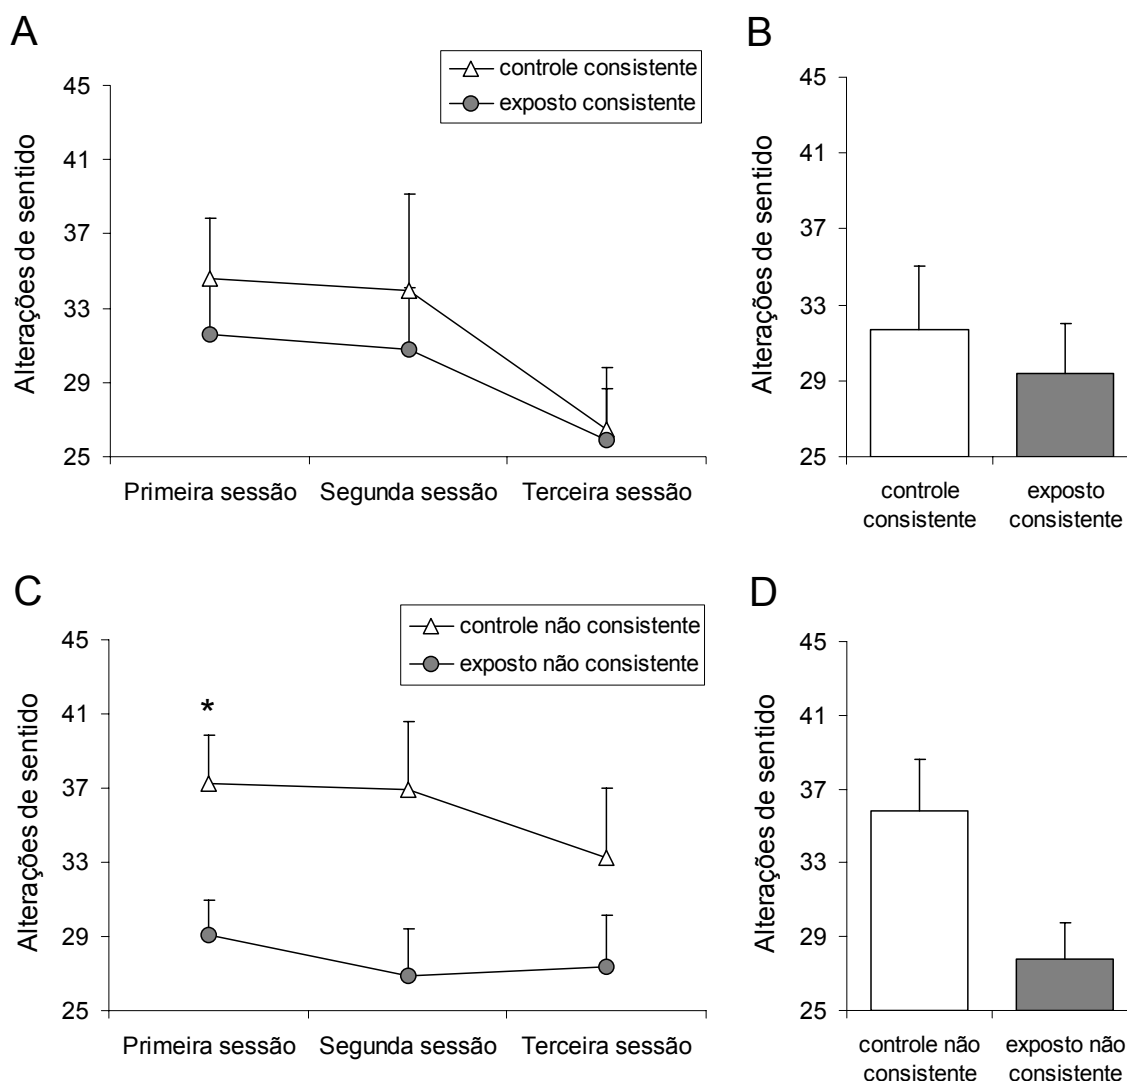 A
controle consistente
exposto consistente
Alterações de sentido
45
41
37
33
29
25
Primeira sessão
Segunda sessão
Terceira sessão
B
Alterações de sentido
45
41
37
33
29
25
controle
consistente
exposto
consistente
C
controle não consistente
exposto não consistente
Alterações de sentido
45
41
37
33
29
25
*
Primeira sessão
Segunda sessão
Terceira sessão
D
Alterações de sentido
45
41
37
33
29
25
controle não
consistente
exposto não
consistente